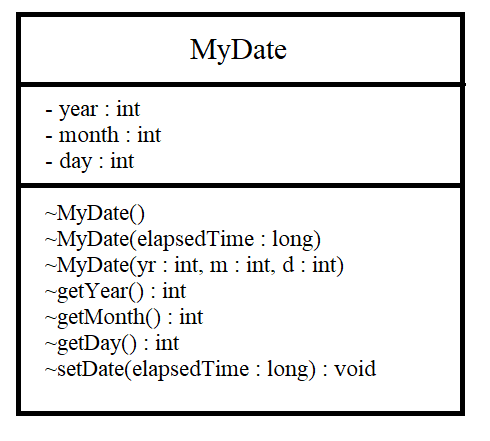 MyDate
- year : int
- month : int
- day : int
~MyDate()
~MyDate(elapsedTime : long)
~MyDate(yr : int, m : int, d : int)
~getYear() : int
~getMonth() : int
~getDay() : int
~setDate(elapsedTime : long) : void